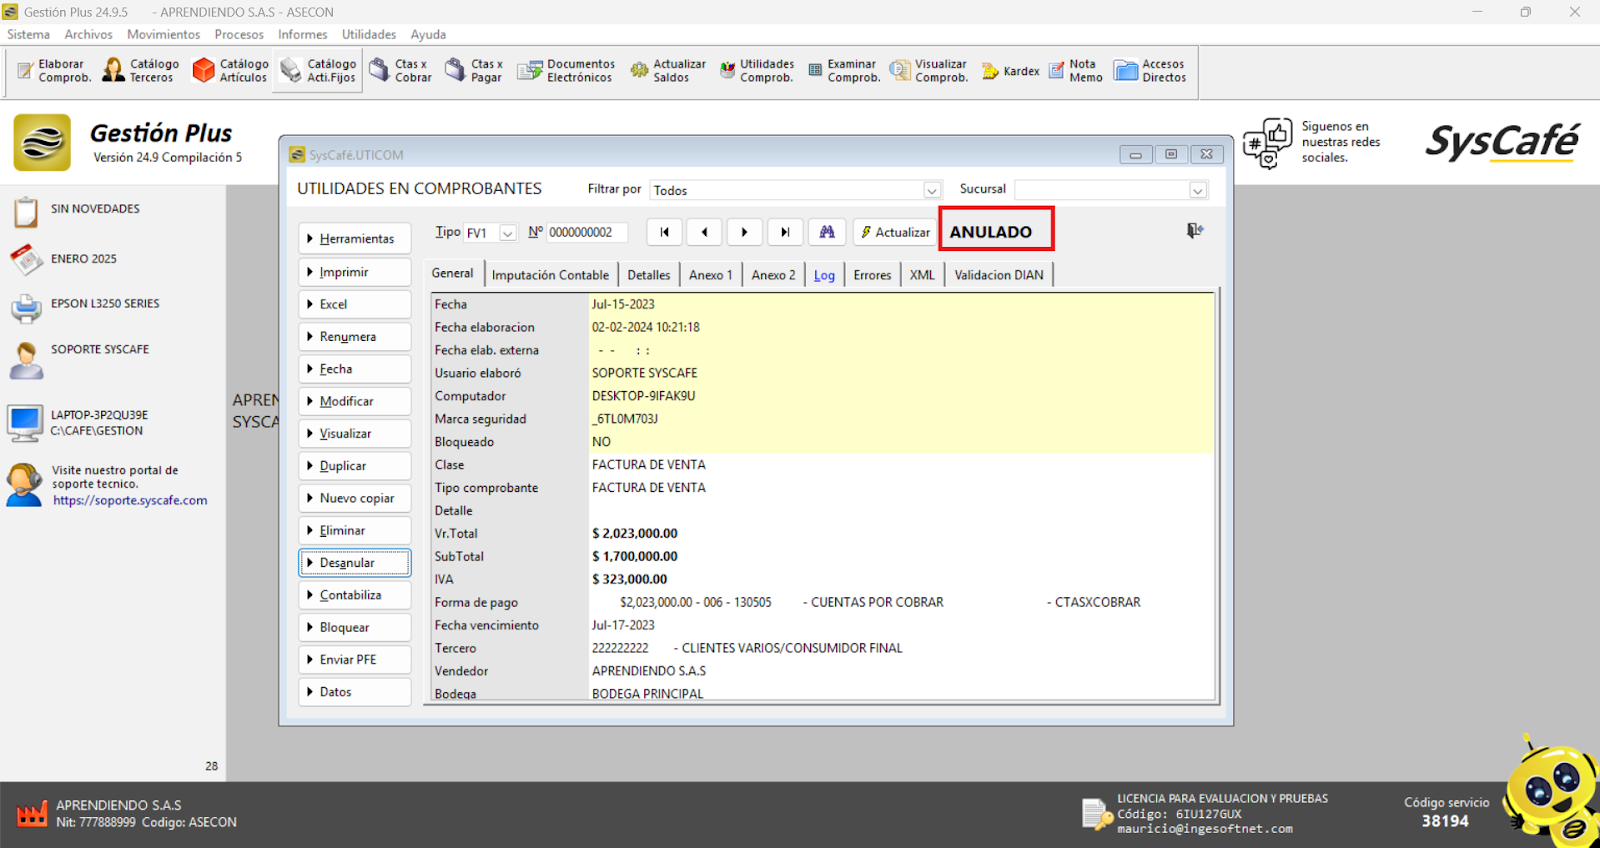 Gestión Plus 24.9.5 - APRENDIENDO S.A.S - ASECON
Sistema Archivos Movimientos Procesos Informes Utilidades Ayuda
Elaborar Comprob.
Catálogo Terceros
Catálogo Artículos
Catálogo Acti.Fijos
Ctas x Cobrar
Ctas x Pagar
Documentos Electrónicos
Actualizar Saldos
Utilidades Comprob.
Examinar Comprob.
Visualizar Comprob.
Kardex
Nota Memo
Accesos Directos
Gestión Plus
Versión 24.9 Compilación 5
Siguenos en
nuestras redes
sociales.
SysCafé
SIN NOVEDADES
ENERO 2025
EPSON L3250 SERIES
SOPORTE SYSCAFE
LAPTOP-3P2QU39E
C:\CAFE\GESTION
Visite nuestro portal de
soporte tecnico.
https://soporte.syscafe.com
28
APREN
SYSCA
SysCafé.UTICOM
UTILIDADES EN COMPROBANTES Filtrar por Todos Sucursal
Tipo FV1 Nº 0000000002 Actualizar ANULADO
Herramientas
Imprimir
Excel
Renumera
Fecha
Modificar
Visualizar
Duplicar
Nuevo copiar
Eliminar
Desanular
Contabiliza
Bloquear
Enviar PFE
Datos
General Imputación Contable Detalles Anexo 1 Anexo 2 Log Errores XML Validacion DIAN
Fecha Jul-15-2023
Fecha elaboracion 02-02-2024 10:21:18
Fecha elab. externa - - : :
Usuario elaboró SOPORTE SYSCAFE
Computador DESKTOP-9IFAK9U
Marca seguridad _6TL0M703J
Bloqueado NO
Clase FACTURA DE VENTA
Tipo comprobante FACTURA DE VENTA
Detalle
Vr.Total $ 2,023,000.00
SubTotal $ 1,700,000.00
IVA $ 323,000.00
Forma de pago $2,023,000.00 - 006 - 130505 - CUENTAS POR COBRAR - CTASXCOBRAR
Fecha vencimiento Jul-17-2023
Tercero 222222222 - CLIENTES VARIOS/CONSUMIDOR FINAL
Vendedor APRENDIENDO S.A.S
Bodega BODEGA PRINCIPAL
APRENDIENDO S.A.S
Nit: 777888999 Codigo: ASECON
LICENCIA PARA EVALUACION Y PRUEBAS
Código: 6IU127GUX
mauricio@ingesoftnet.com
Código servicio
38194